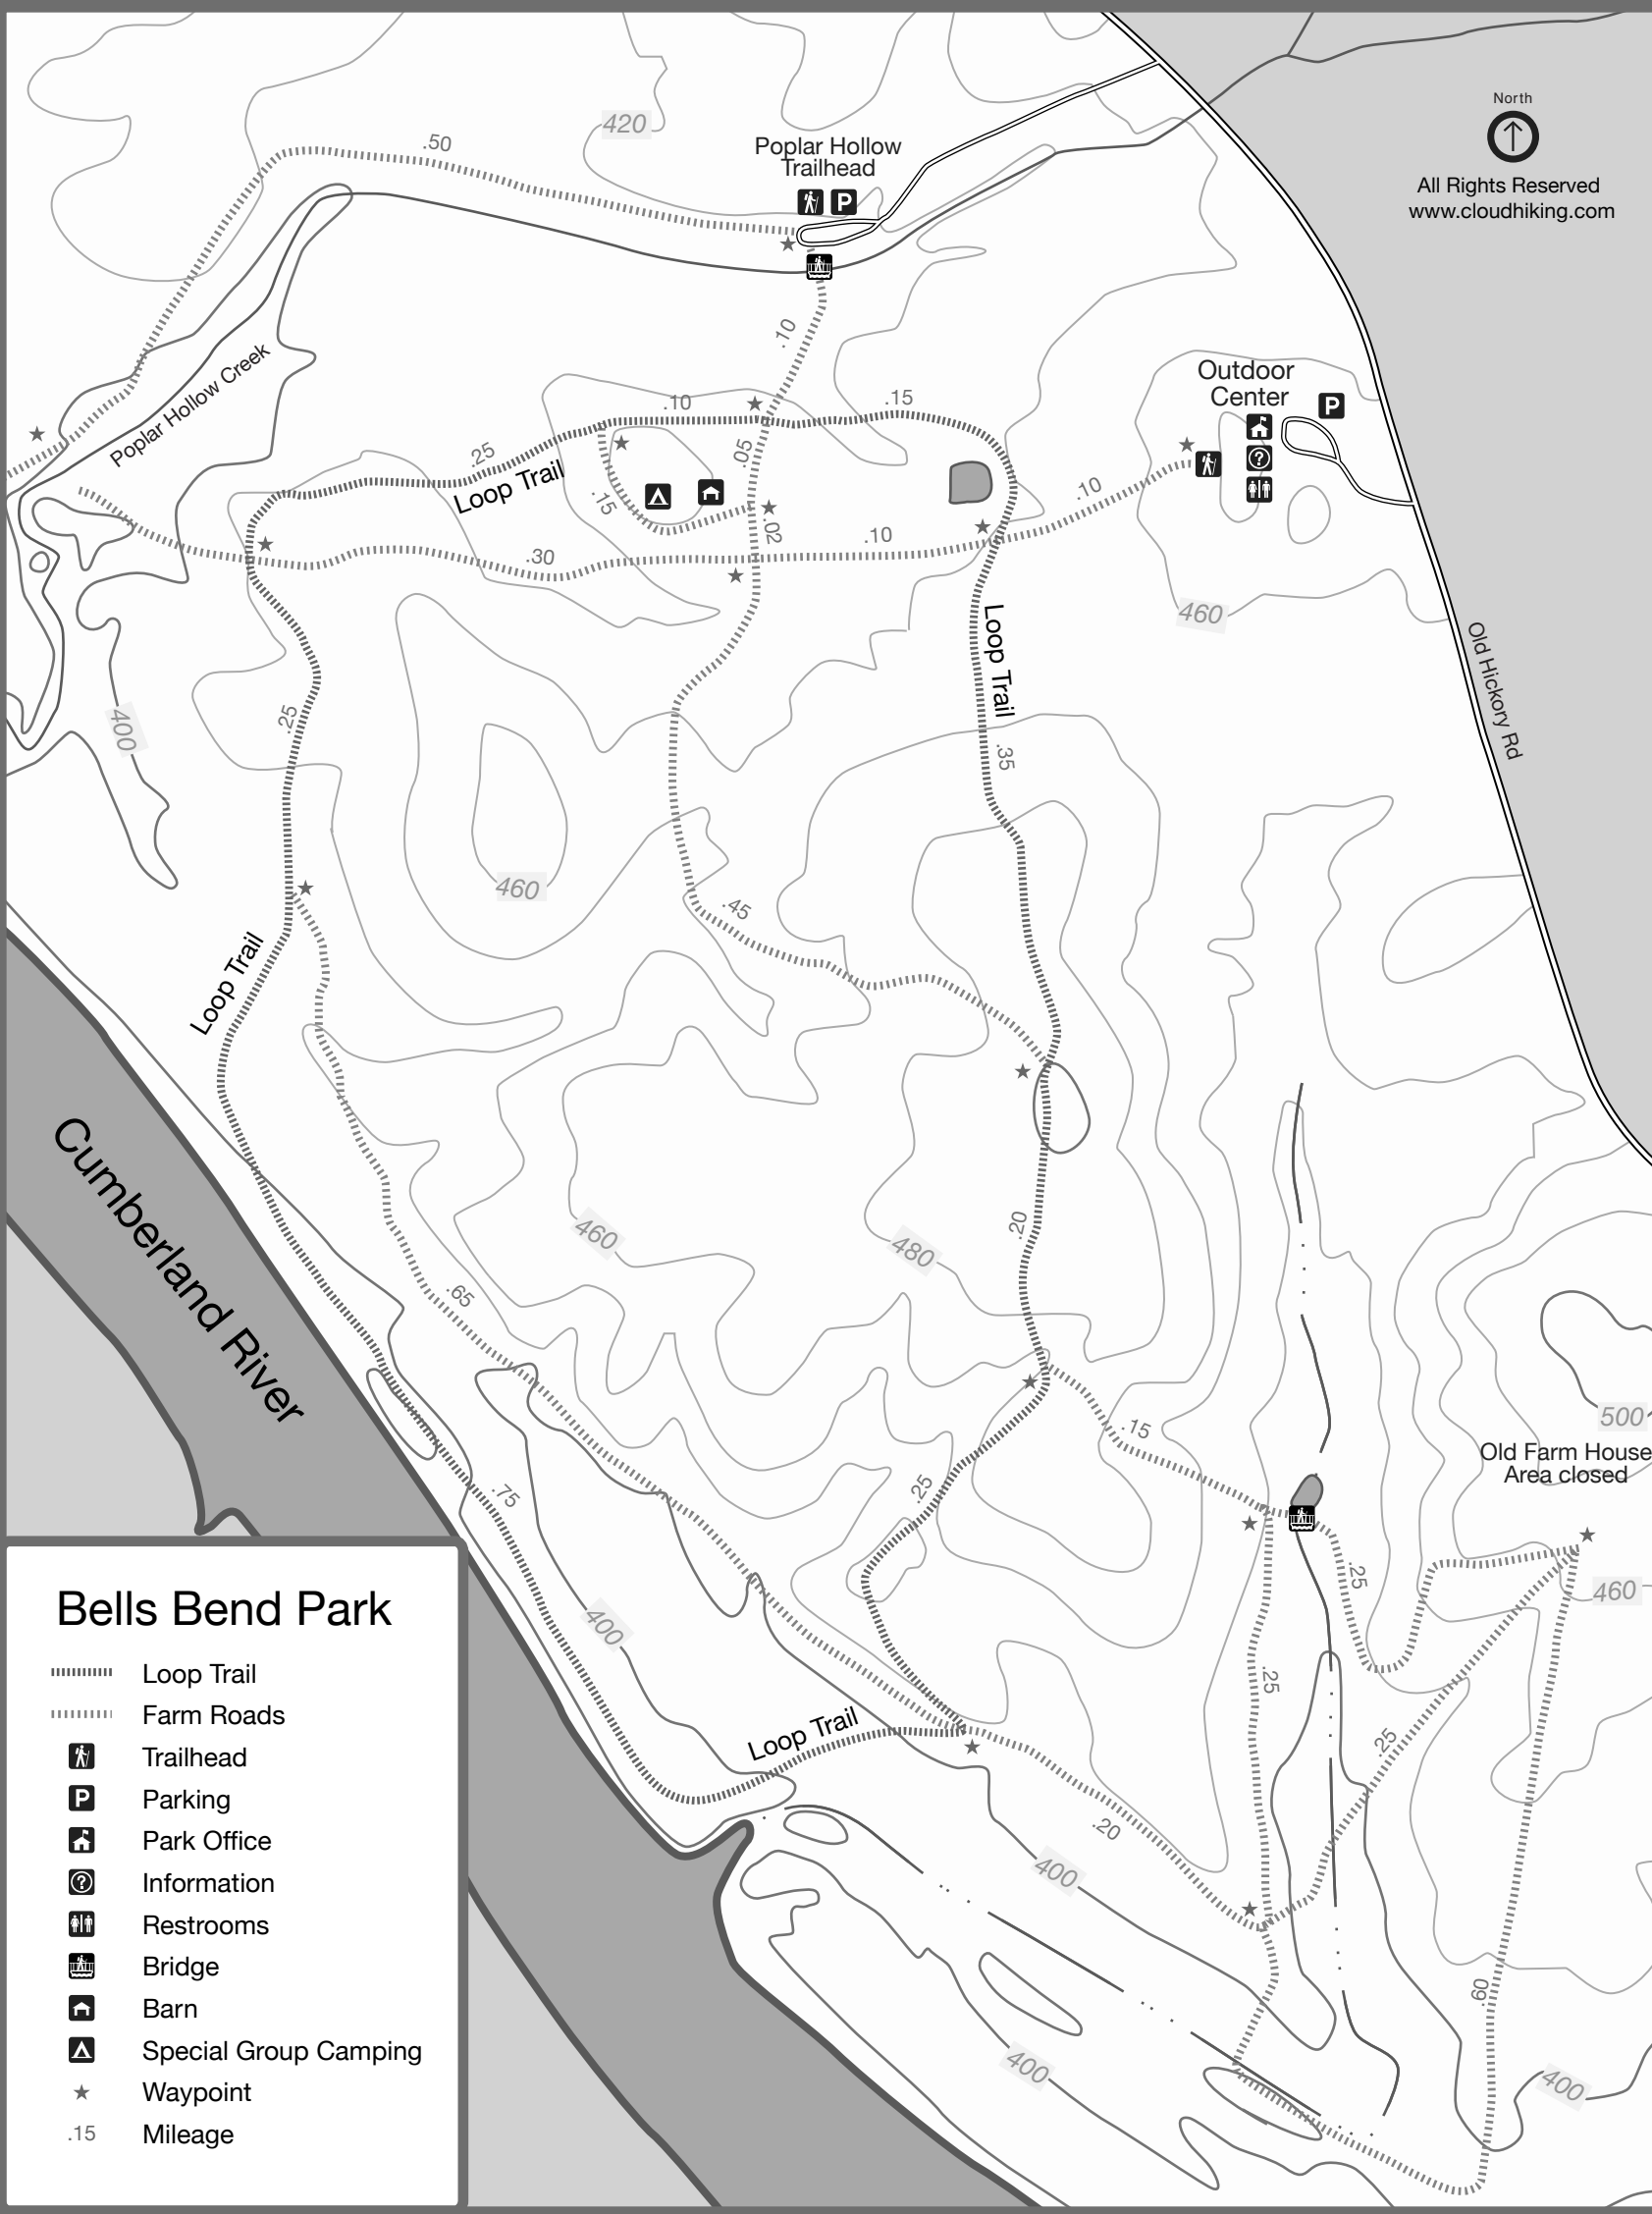 North
All Rights Reserved
www.cloudhiking.com
420
.50
Poplar Hollow
Trailhead
P
.10
Poplar Hollow Creek
Outdoor
Center
P
?
.10
.15
.25
Loop Trail
.05
.15
.02
.10
.10
.30
460
Loop Trail
Old Hickory Rd
400
.25
.35
460
.45
Loop Trail
Cumberland River
460
480
.20
.65
.15
500
Old Farm House
Area closed
.75
.25
.25
460
400
.25
Loop Trail
.25
.20
400
.60
400
400
Bells Bend Park
Loop Trail
Farm Roads
Trailhead
P Parking
Park Office
? Information
Restrooms
Bridge
Barn
Special Group Camping
Waypoint
.15 Mileage